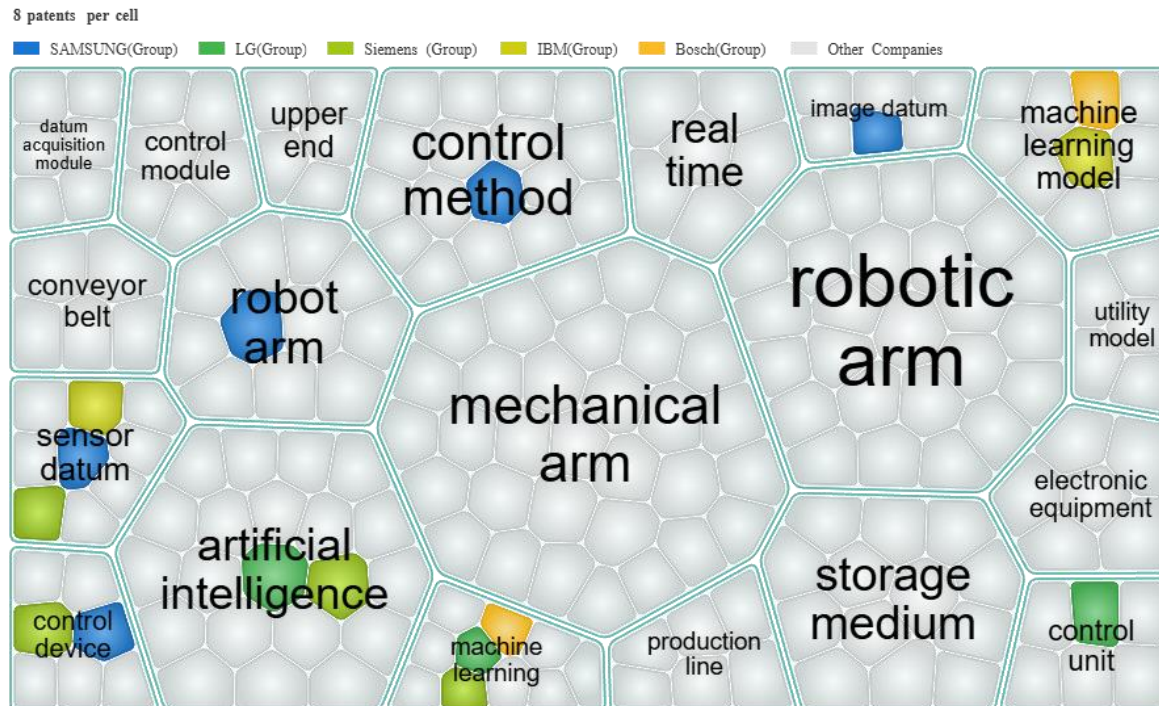 8 patents per cell
SAMSUNG(Group) LG(Group) Siemens (Group) IBM(Group) Bosch(Group) Other Companies
datum
acquisition
module
control
module
upper
end
control
method
real
time
image datum
machine
learning
model
conveyor
belt
robot
arm
mechanical
arm
robotic
arm
utility
model
sensor
datum
artificial
intelligence
electronic
equipment
storage
medium
control
device
machine
learning
production
line
control
unit